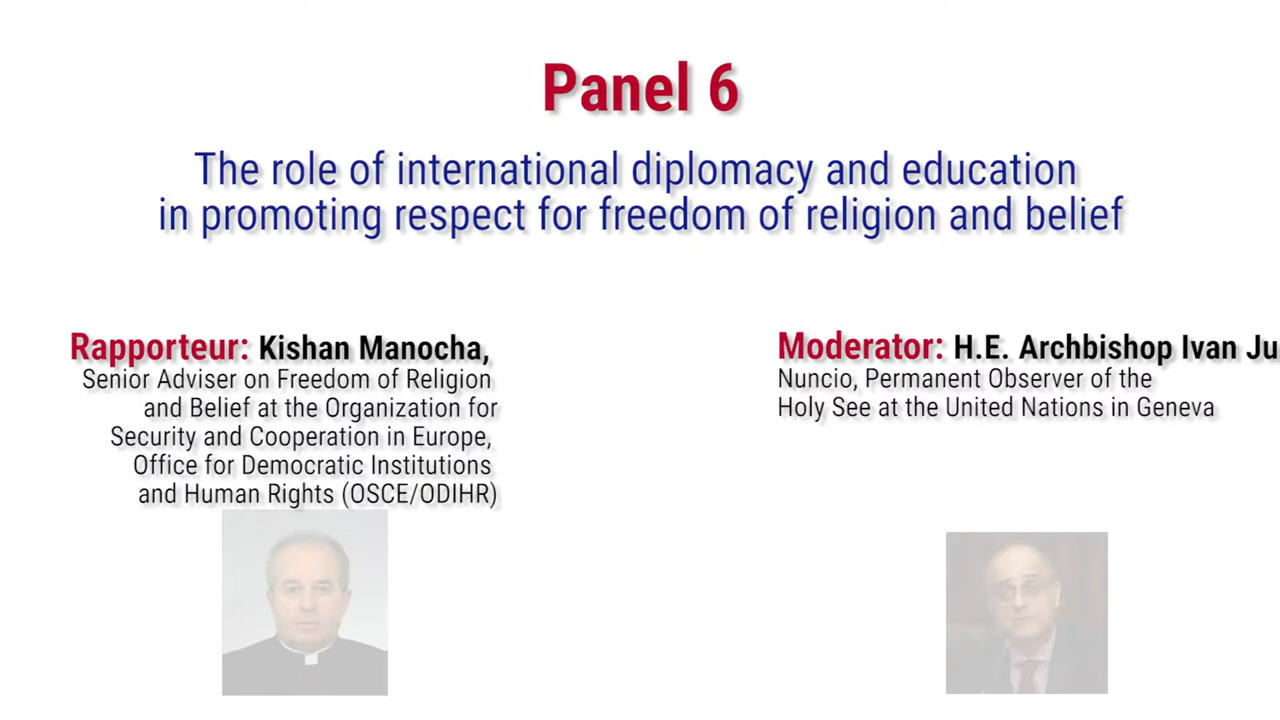 Panel 6
The role of international diplomacy and education
in promoting respect for freedom of religion and belief
Rapporteur: Kishan Manocha,
Senior Adviser on Freedom of Religion
and Belief at the Organization for
Security and Cooperation in Europe,
Office for Democratic Institutions
and Human Rights (OSCE/ODIHR)
Moderator: H.E. Archbishop Ivan
Nuncio, Permanent Observer of the
Holy See at the United Nations in Geneva